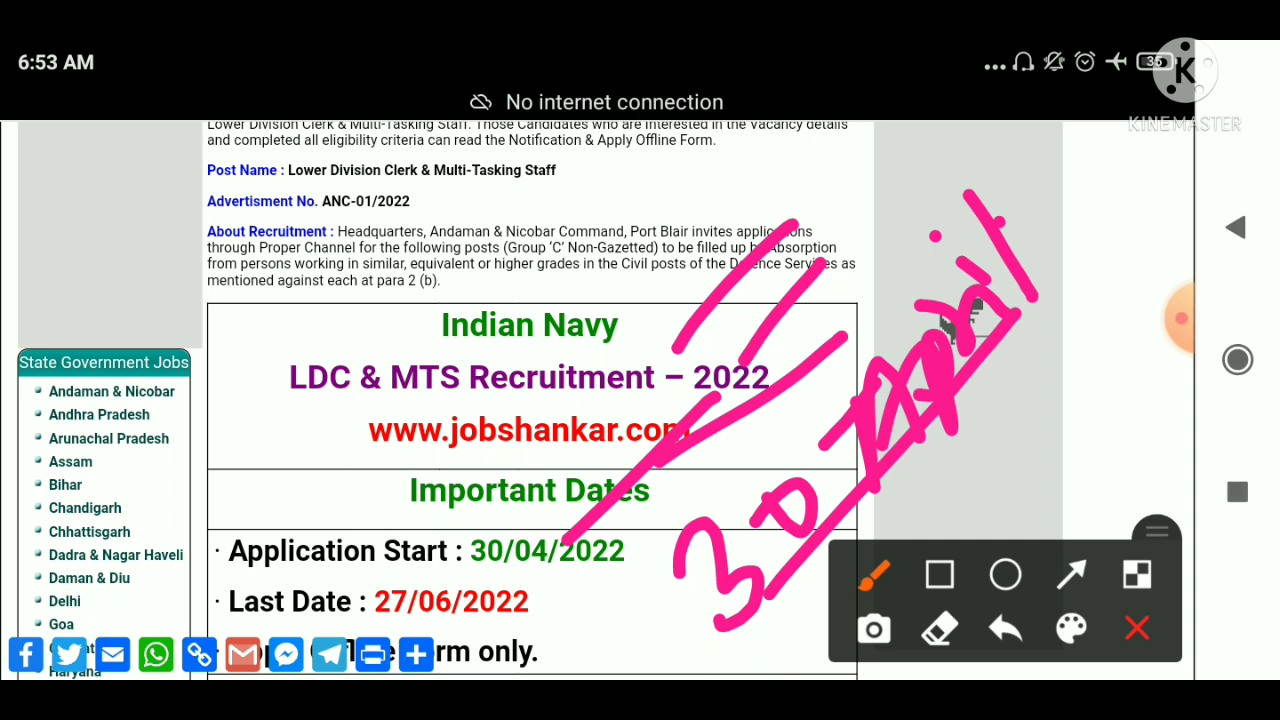 6:53 AM
36
No internet connection
KINEMASTER
Lower Division Clerk & Multi-Tasking Staff. Those Candidates who are Interested in the Vacancy details
and completed all eligibility criteria can read the Notification & Apply Offline Form.
Post Name : Lower Division Clerk & Multi-Tasking Staff
Advertisment No. ANC-01/2022
About Recruitment : Headquarters, Andaman & Nicobar Command, Port Blair invites applications
through Proper Channel for the following posts (Group ‘C’ Non-Gazetted) to be filled up by Absorption
from persons working in similar, equivalent or higher grades in the Civil posts of the Defence Services as
mentioned against each at para 2 (b).
Indian Navy
LDC & MTS Recruitment – 2022
www.jobshankar.com
Important Dates
· Application Start : 30/04/2022
· Last Date : 27/06/2022
form only.
30 April
State Government Jobs
Andaman & Nicobar
Andhra Pradesh
Arunachal Pradesh
Assam
Bihar
Chandigarh
Chhattisgarh
Dadra & Nagar Haveli
Daman & Diu
Delhi
Goa
Haryana